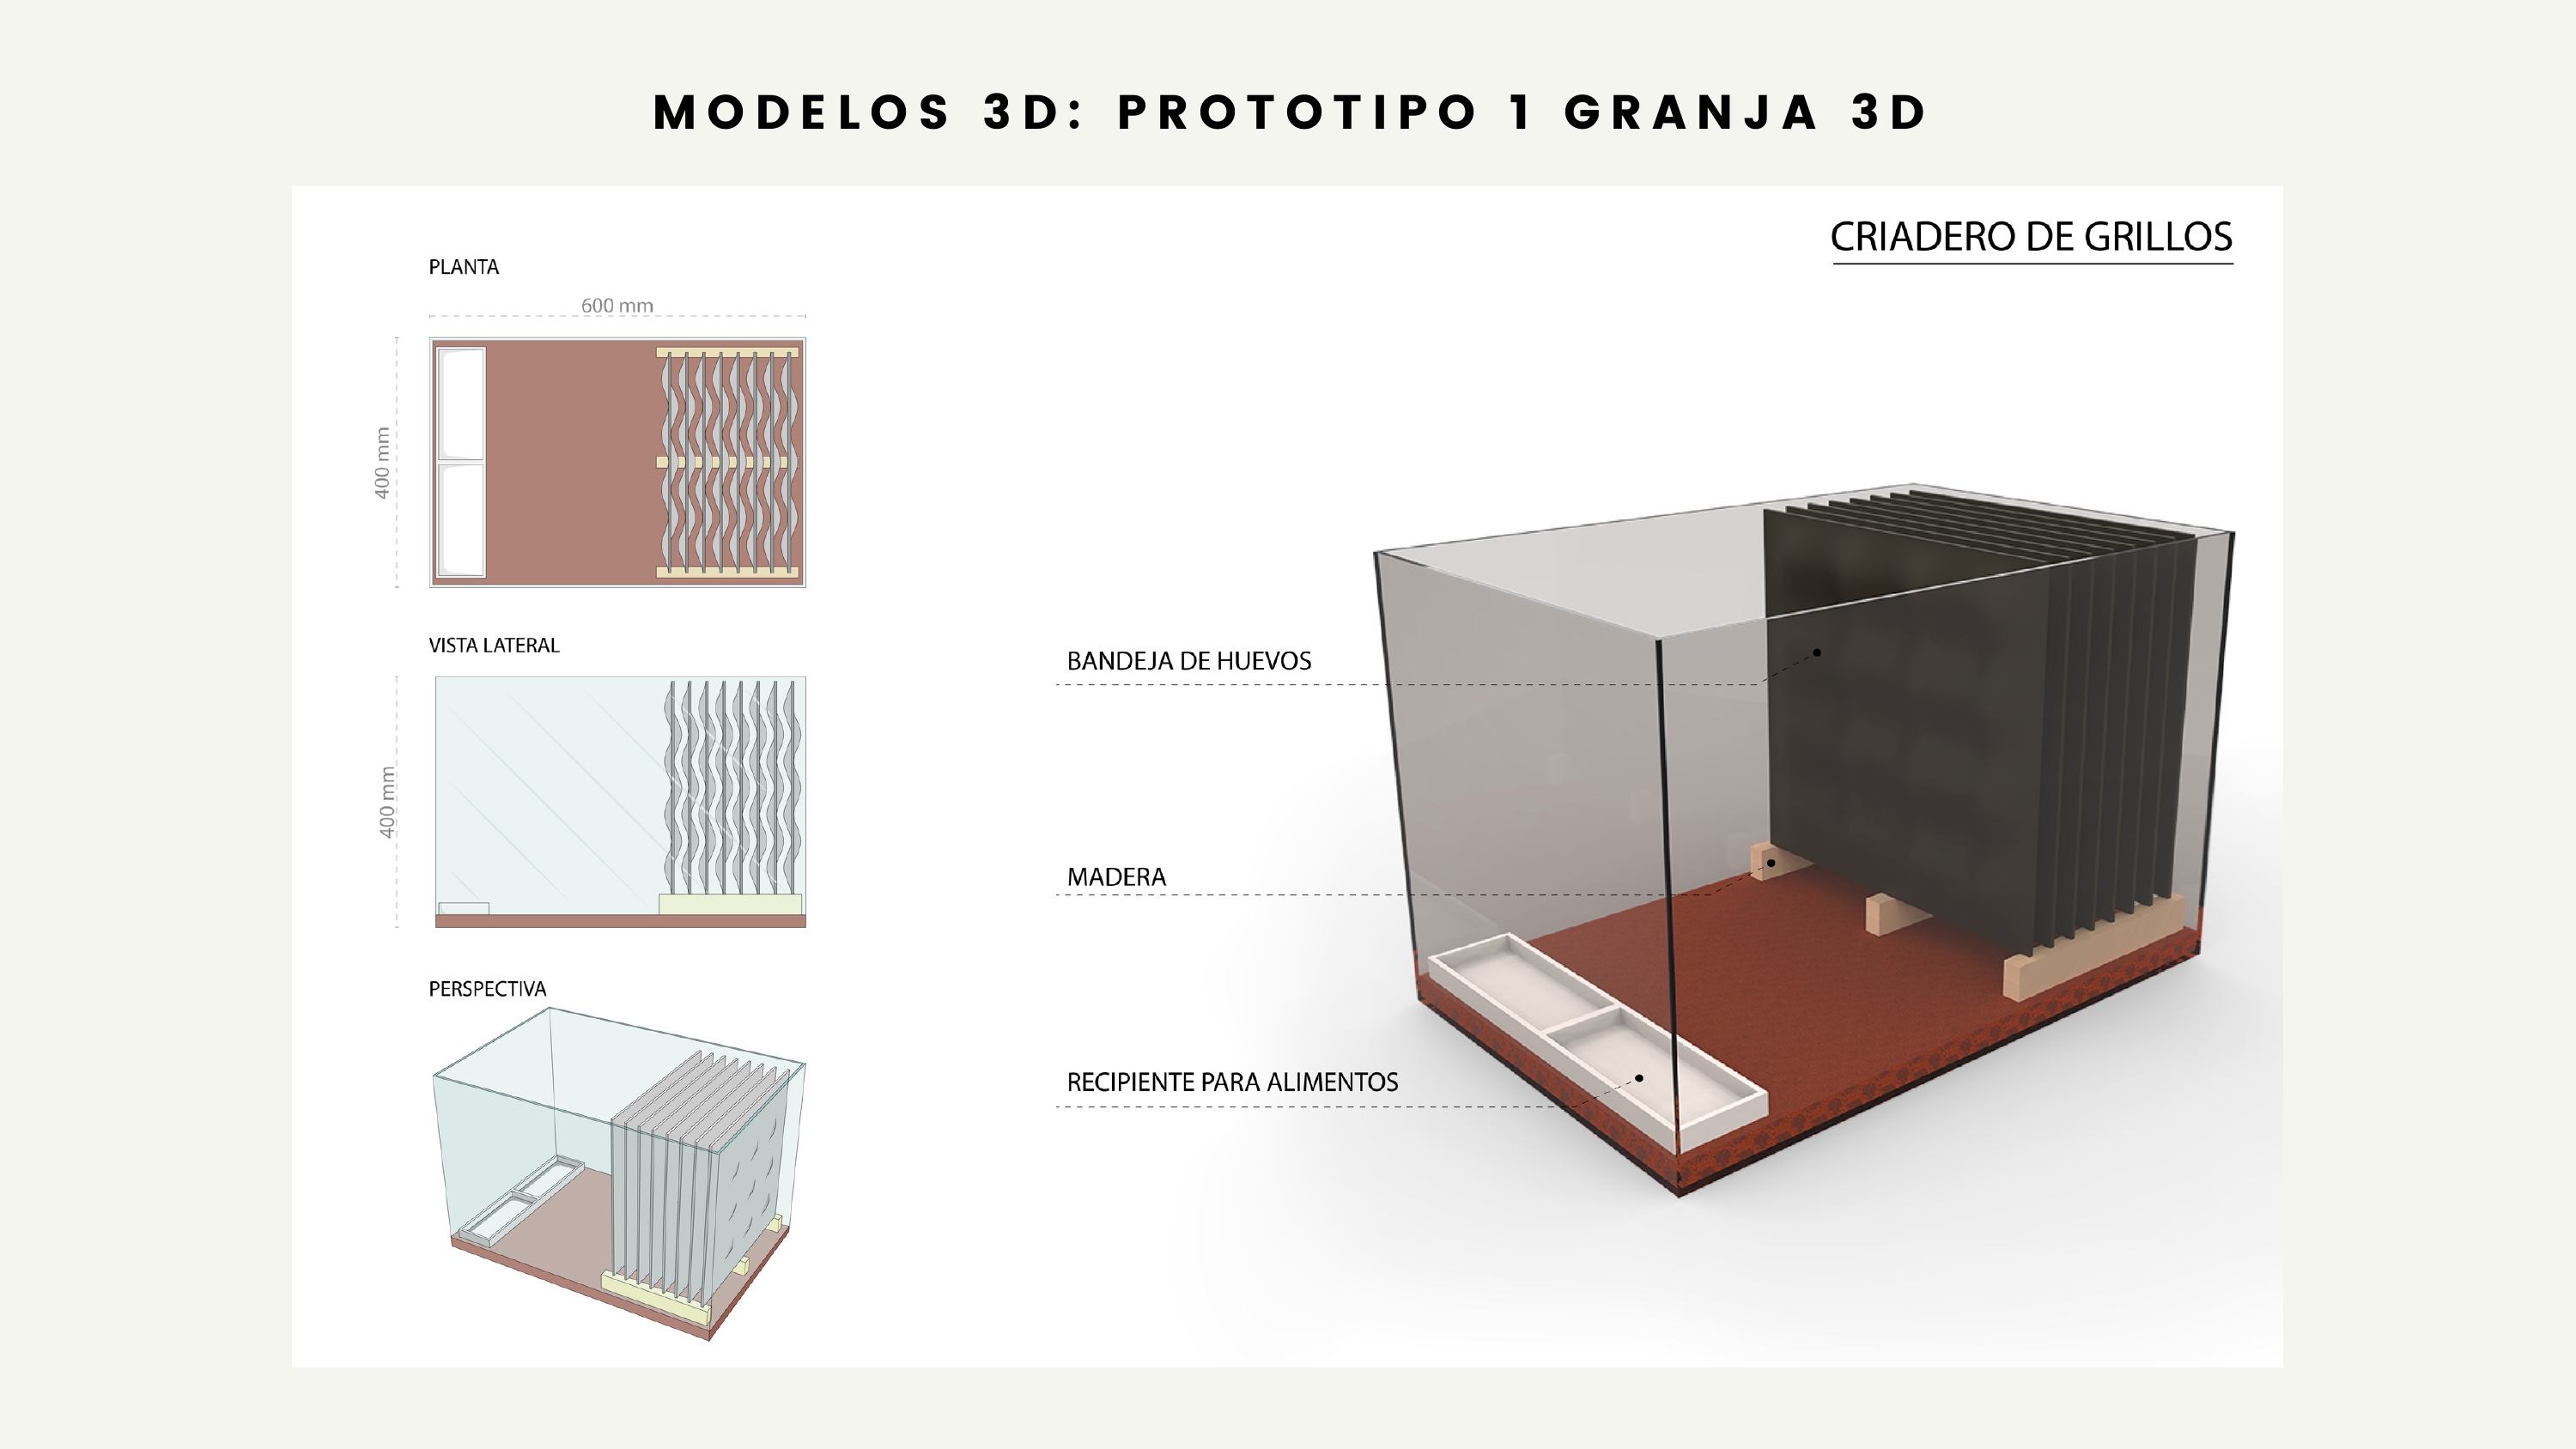 MODELOS 3D: PROTOTIPO 1 GRANJA 3D
CRIADERO DE GRILLOS
PLANTA
600 mm
400 mm
VISTA LATERAL
400 mm
PERSPECTIVA
BANDEJA DE HUEVOS
MADERA
RECIPIENTE PARA ALIMENTOS